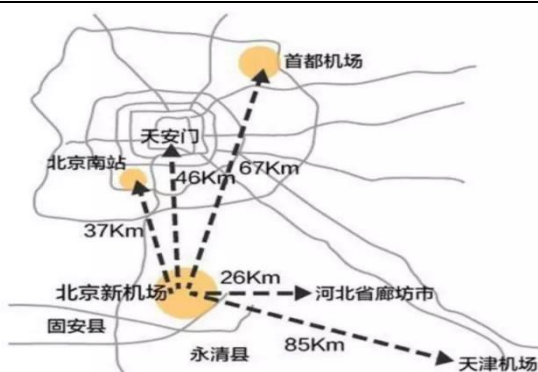 首都机场
天安门
北京南站
46Km
67Km
37Km
26Km
北京新机场
河北省廊坊市
固安县
85Km
永清县
天津机场